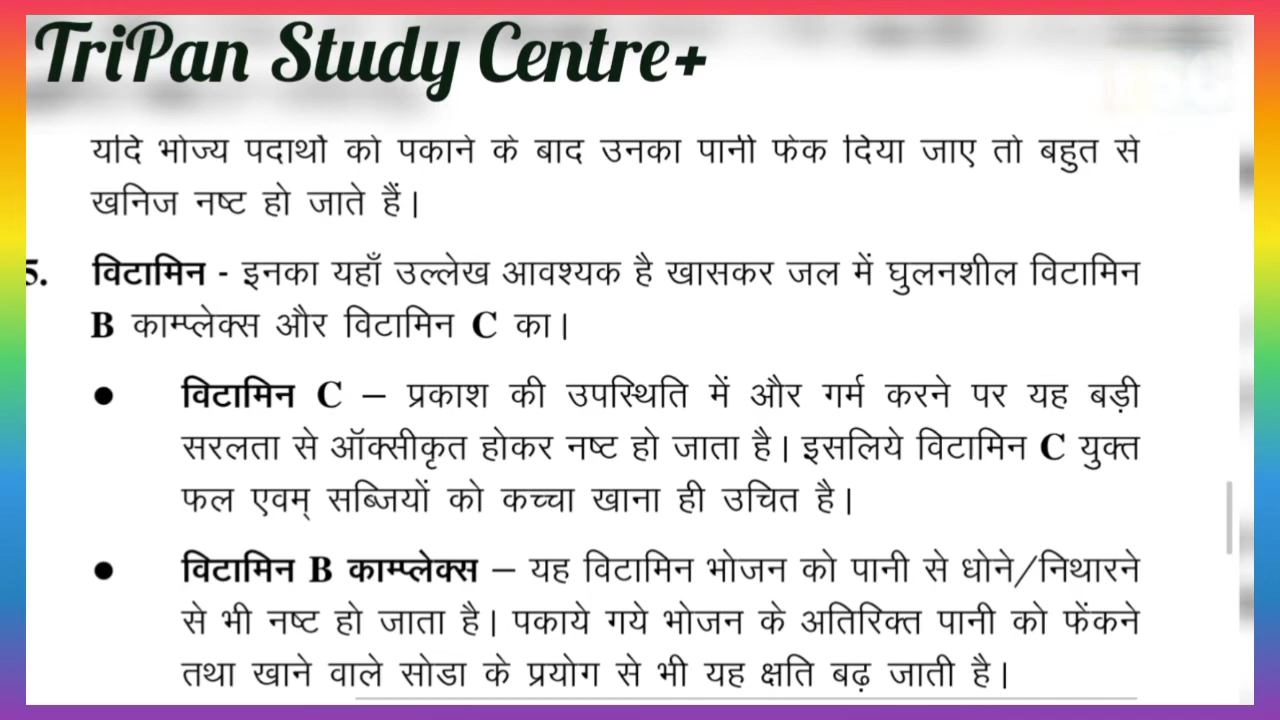 TriPan Study Centre+
यदि भोज्य पदार्थों को पकाने के बाद उनका पानी फेंक दिया जाए तो बहुत से
खनिज नष्ट हो जाते हैं।
5. विटामिन - इनका यहाँ उल्लेख आवश्यक है खासकर जल में घुलनशील विटामिन
B काम्प्लेक्स और विटामिन C का।
● विटामिन C – प्रकाश की उपस्थिति में और गर्म करने पर यह बड़ी
सरलता से ऑक्सीकृत होकर नष्ट हो जाता है। इसलिये विटामिन C युक्त
फल एवम् सब्जियों को कच्चा खाना ही उचित है।
● विटामिन B काम्प्लेक्स – यह विटामिन भोजन को पानी से धोने/निथारने
से भी नष्ट हो जाता है। पकाये गये भोजन के अतिरिक्त पानी को फेंकने
तथा खाने वाले सोडा के प्रयोग से भी यह क्षति बढ़ जाती है।